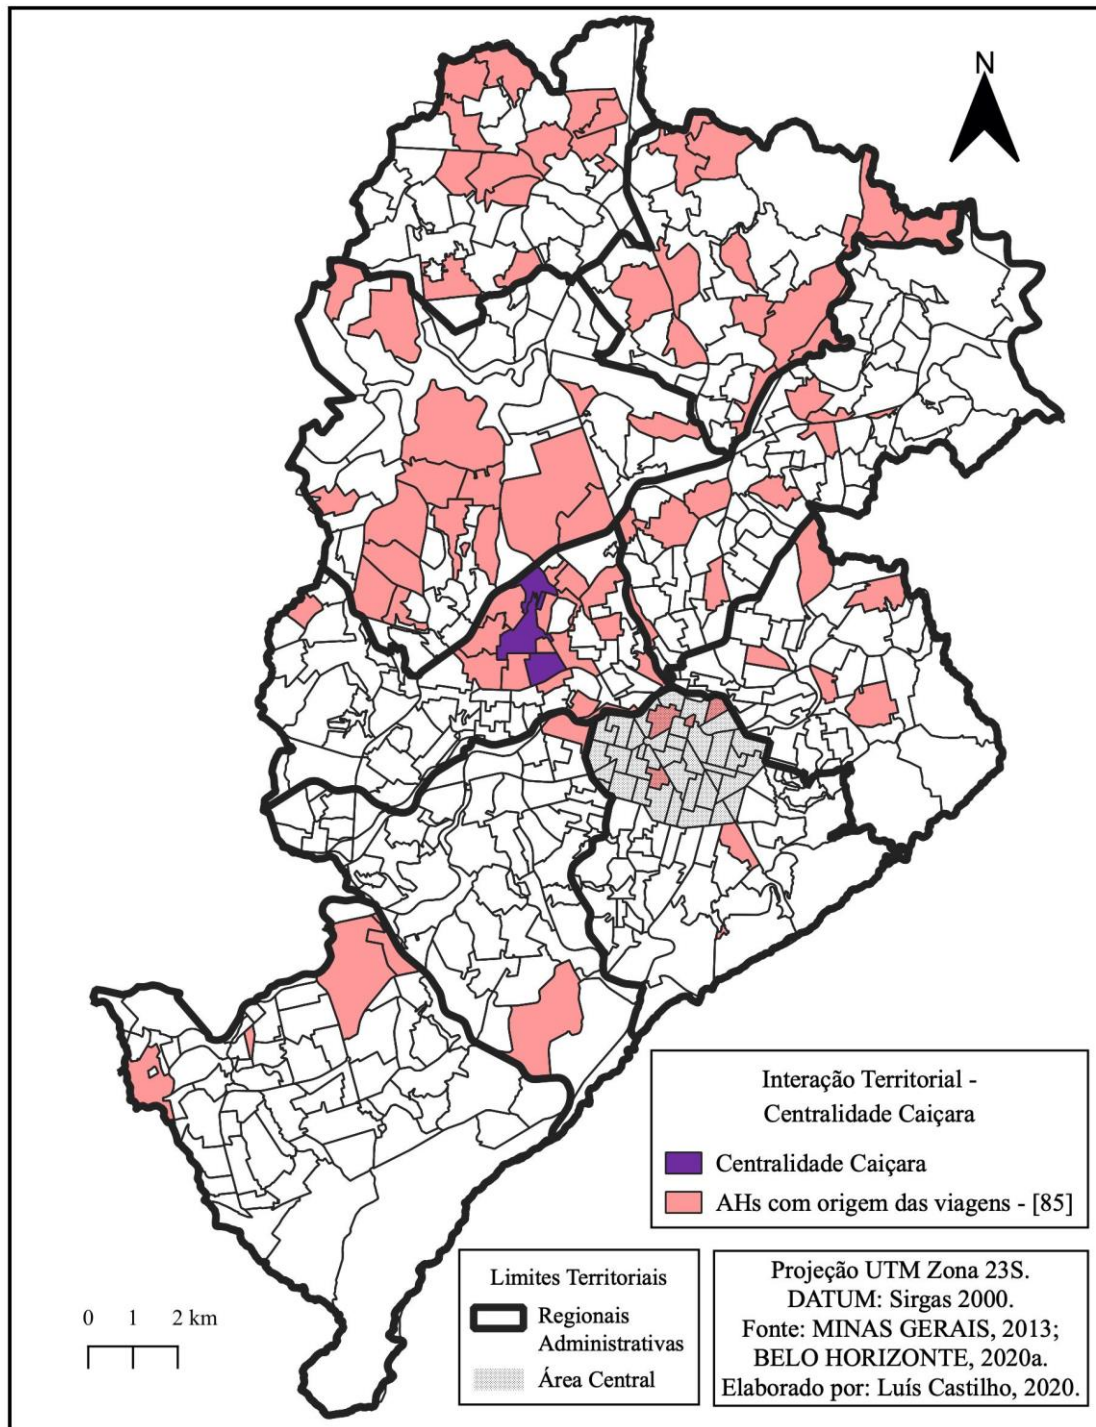 N
Interação Territorial -
Centralidade Caiçara
Centralidade Caiçara
AHs com origem das viagens - [85]
Limites Territoriais
Regionais
Administrativas
Área Central
Projeção UTM Zona 23S.
DATUM: Sirgas 2000.
Fonte: MINAS GERAIS, 2013;
BELO HORIZONTE, 2020a.
Elaborado por: Luís Castilho, 2020.
0 1 2 km